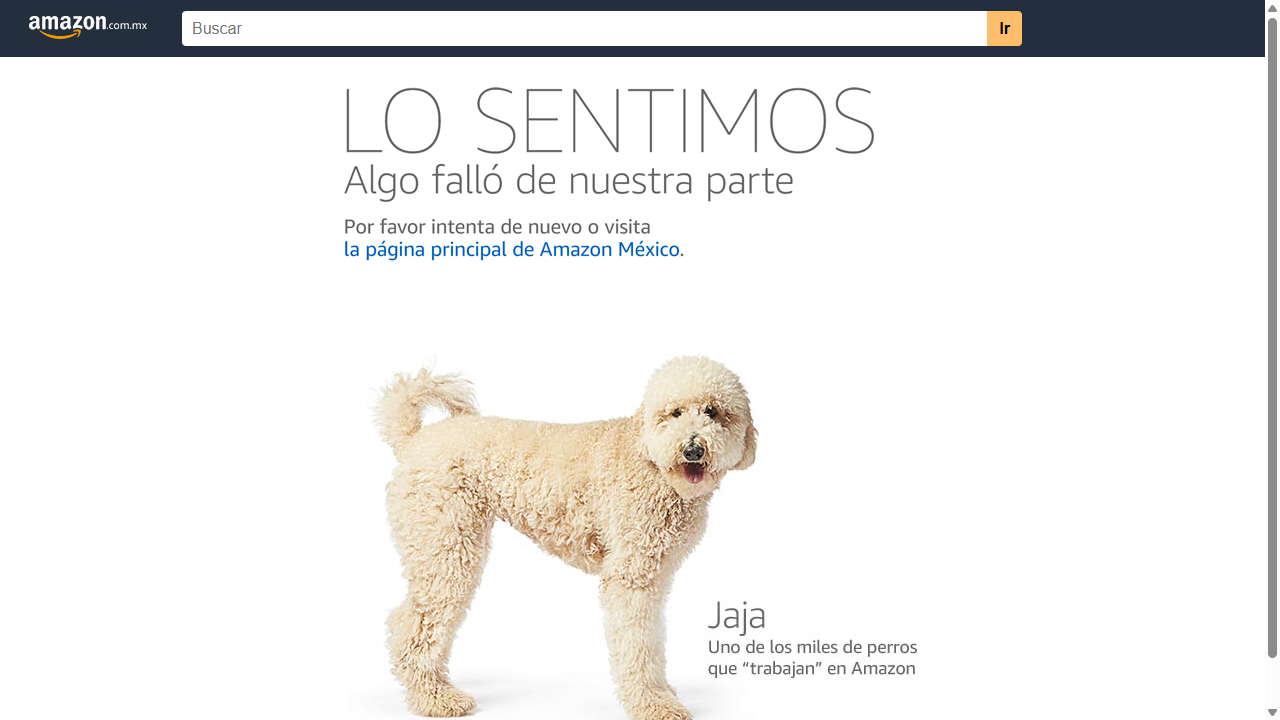 amazon.com.mx
Buscar
Ir
LO SENTIMOS
Algo falló de nuestra parte
Por favor intenta de nuevo o visita
la página principal de Amazon México.
Jaja
Uno de los miles de perros
que “trabajan” en Amazon